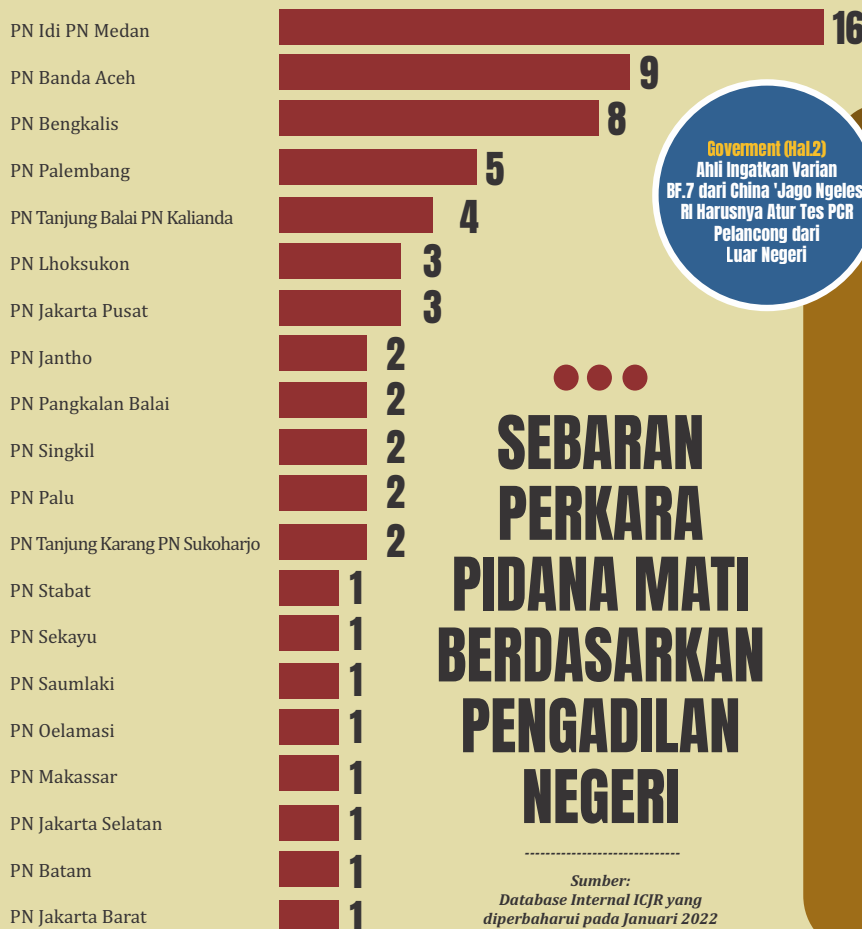 PN Idi PN Medan 16
PN Banda Aceh 9
PN Bengkalis 8
PN Palembang 5
PN Tanjung Balai PN Kalianda 4
PN Lhoksukon 3
PN Jakarta Pusat 3
PN Jantho 2
PN Pangkalan Balai 2
PN Singkil 2
PN Palu 2
PN Tanjung Karang PN Sukoharjo 2
PN Stabat 1
PN Sekayu 1
PN Saumlaki 1
PN Oelamasi 1
PN Makassar 1
PN Jakarta Selatan 1
PN Batam 1
PN Jakarta Barat 1
Goverment (Hal.2)
Ahli Ingatkan Varian
BF.7 dari China 'Jago Ngeles
RI Harusnya Atur Tes PCR
Pelancong dari
Luar Negeri
SEBARAN
PERKARA
PIDANA MATI
BERDASARKAN
PENGADILAN
NEGERI
------------------------------
Sumber:
Database Internal ICJR yang
diperbaharui pada Januari 2022